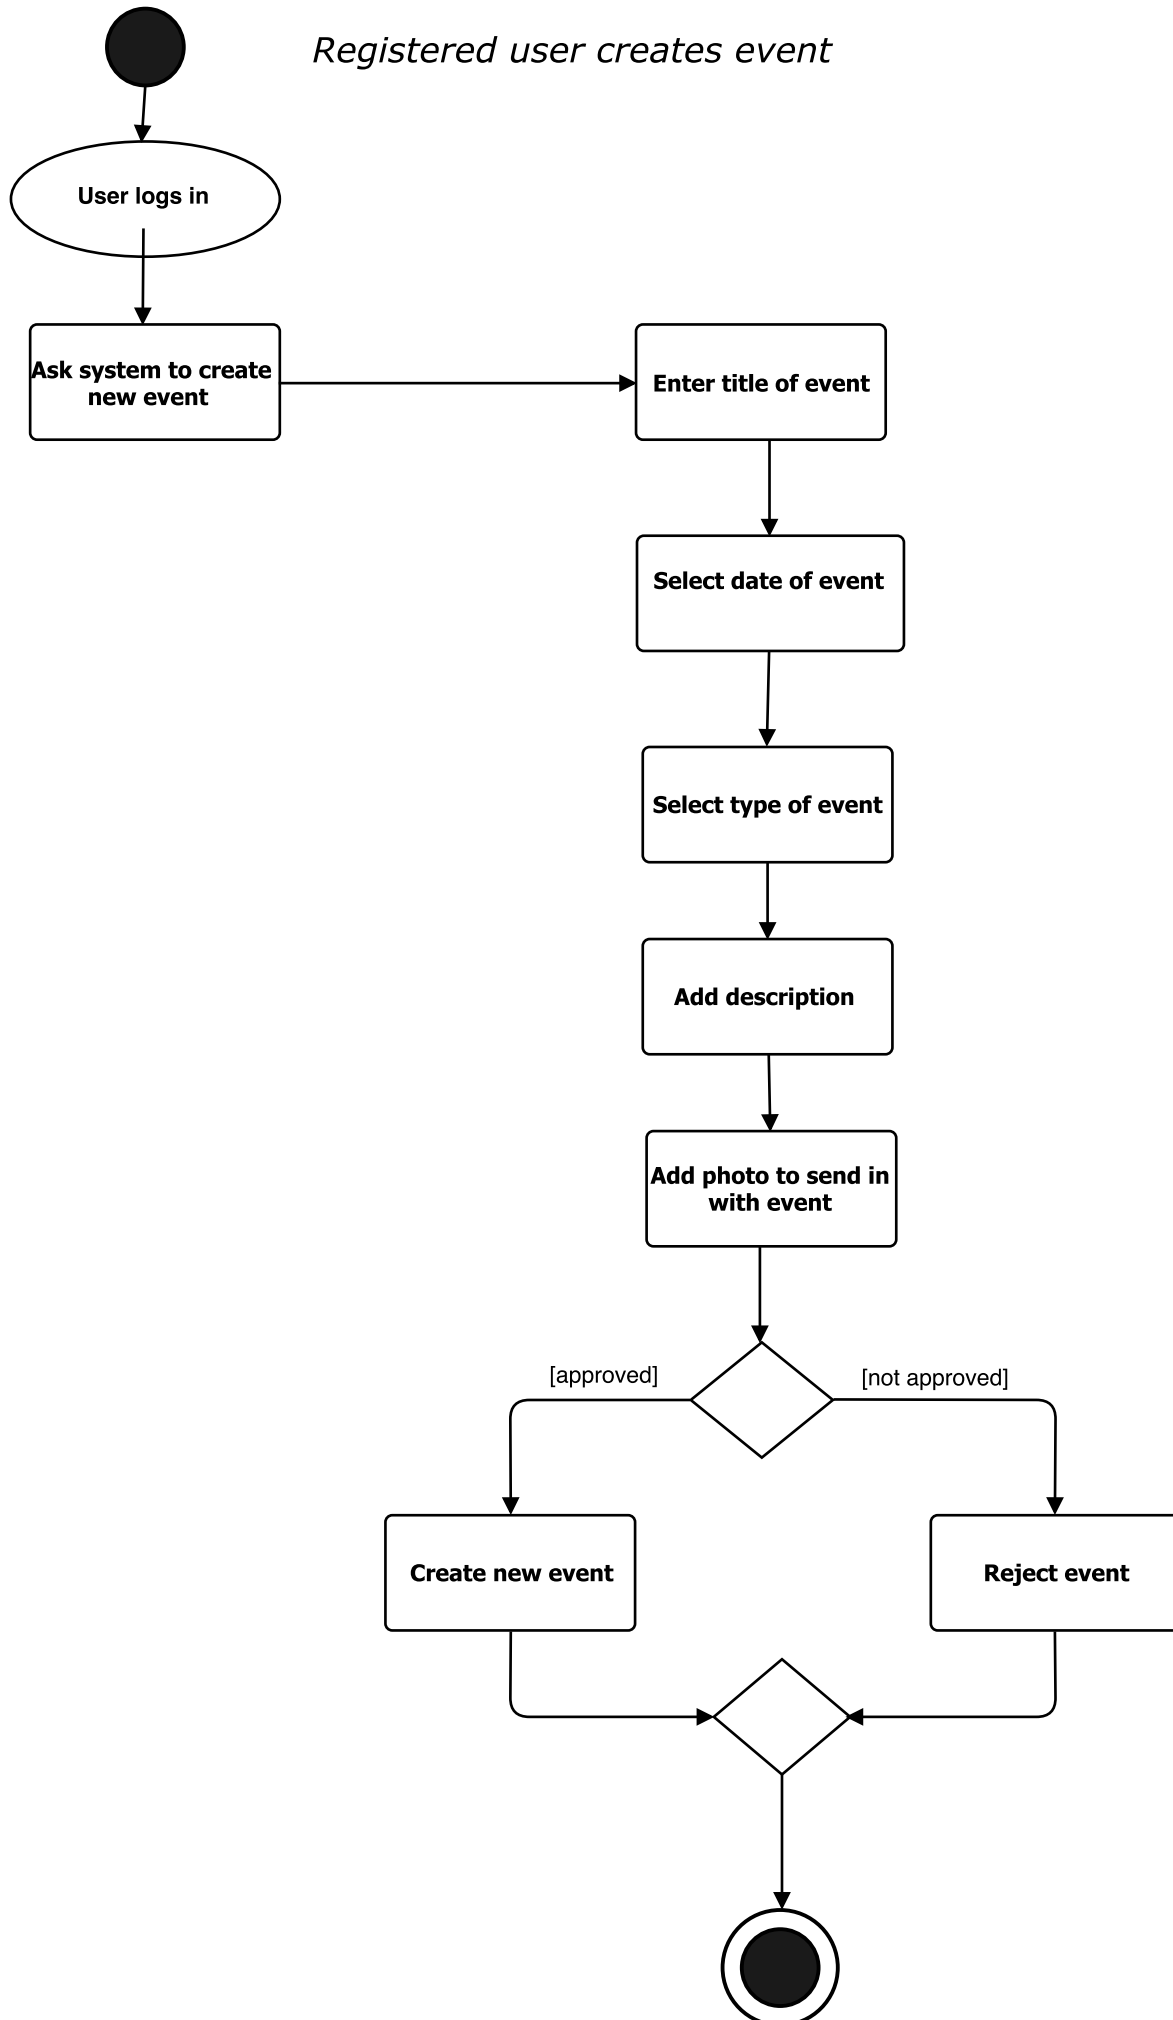 Registered user creates event
User logs in
Ask system to create
new event
Enter title of event
Select date of event
Select type of event
Add description
Add photo to send in
with event
[approved]
[not approved]
Create new event
Reject event